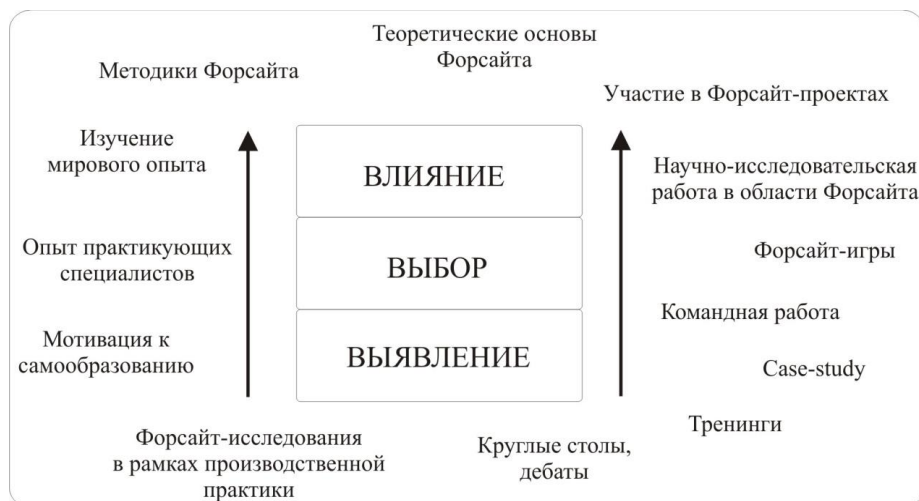 Теоретические основы
Форсайта
Методики Форсайта
Участие в Форсайт-проектах
Изучение
мирового опыта
ВЛИЯНИЕ
Научно-исследовательская
работа в области Форсайта
Опыт практикующих
специалистов
ВЫБОР
Форсайт-игры
Командная работа
Мотивация к
самообразованию
ВЫЯВЛЕНИЕ
Case-study
Тренинги
Форсайт-исследования
в рамках производственной
практики
Круглые столы,
дебаты